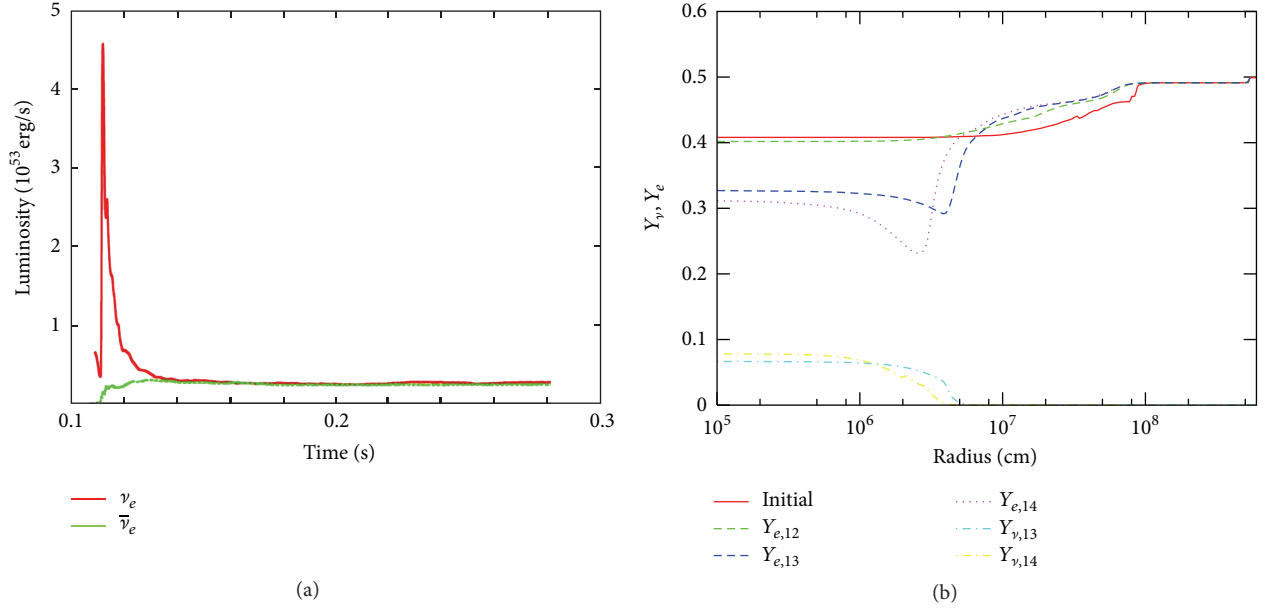 5
4
3
2
1
0.1
0.2
0.3
Luminosity (10^53 erg/s)
Time (s)
ν_e
ν̅_e
(a)
0.6
0.5
0.4
0.3
0.2
0.1
0
10^5
10^6
10^7
10^8
Y_ν, Y_e
Radius (cm)
Initial
Y_e,12
Y_e,13
Y_e,14
Y_ν,13
Y_ν,14
(b)